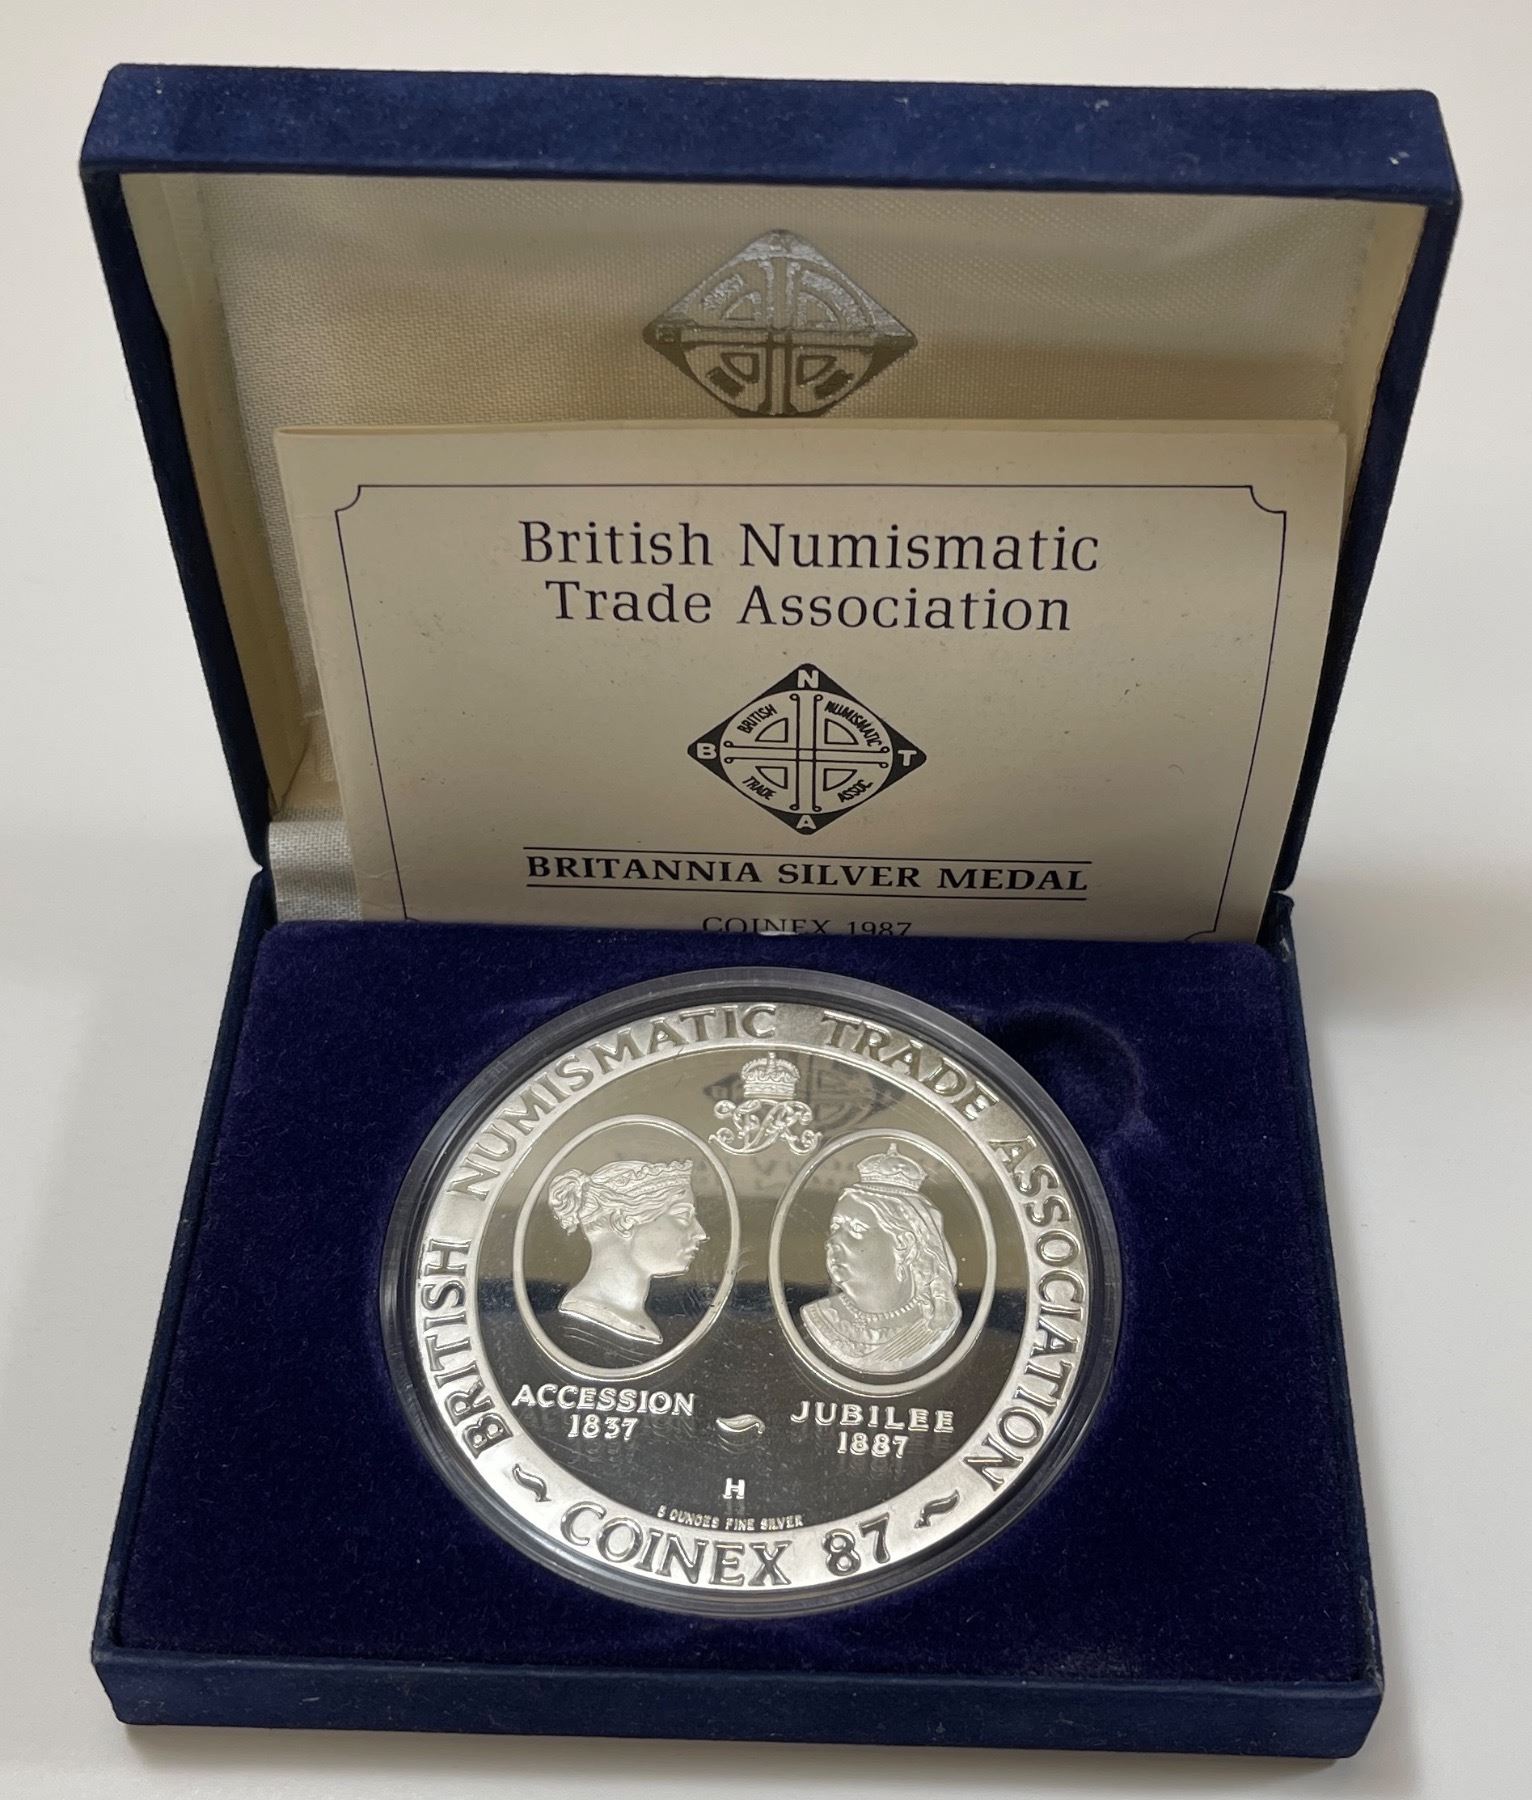 British Numismatic
Trade Association
N
BRITISH NUMISMATIC
B T
TRADE ASSOC.
A
BRITANNIA SILVER MEDAL
COINEX 1987
BRITISH NUMISMATIC TRADE ASSOCIATION
ACCESSION
1837
JUBILEE
1887
H
5 OUNCES FINE SILVER
~ COINEX 87 ~